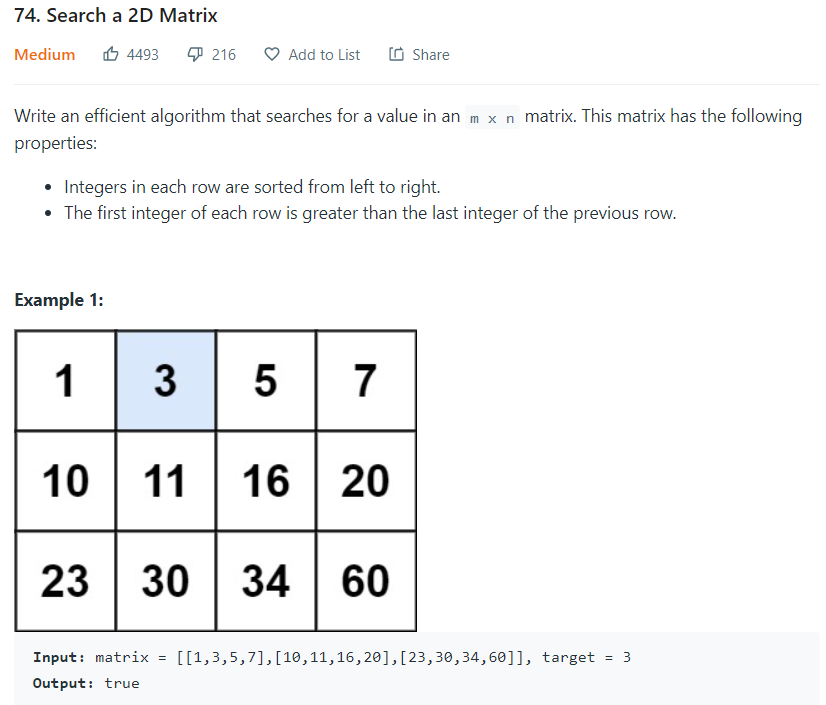 74. Search a 2D Matrix
Medium 4493 216 Add to List Share
Write an efficient algorithm that searches for a value in an m x n matrix. This matrix has the following
properties:
• Integers in each row are sorted from left to right.
• The first integer of each row is greater than the last integer of the previous row.
Example 1:
1 3 5 7
10 11 16 20
23 30 34 60
Input: matrix = [[1,3,5,7],[10,11,16,20],[23,30,34,60]], target = 3
Output: true